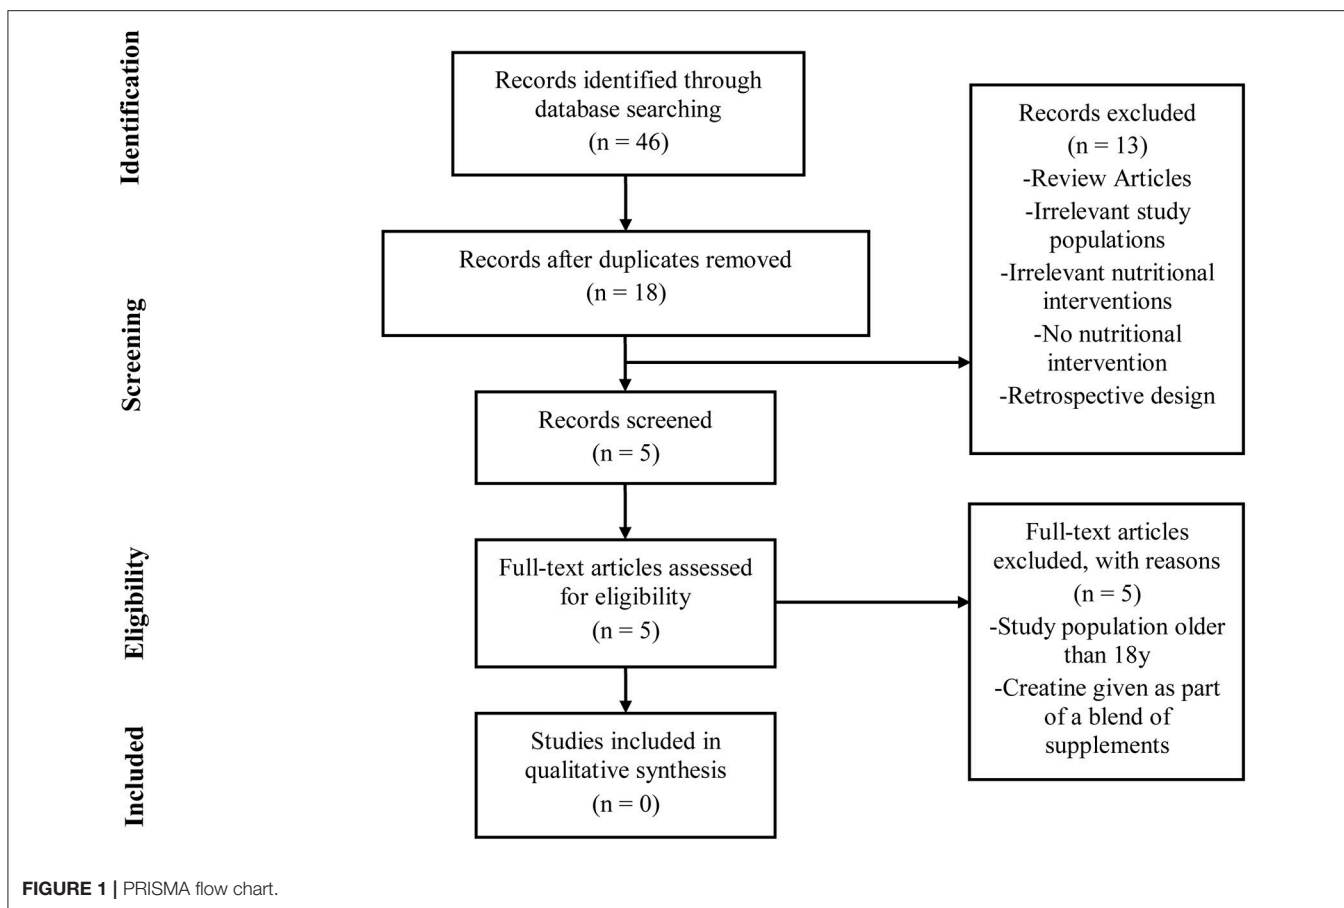 Identification
Records identified through
database searching
(n = 46)
Records excluded
(n = 13)
-Review Articles
-Irrelevant study
populations
-Irrelevant nutritional
interventions
-No nutritional
intervention
-Retrospective design
Screening
Records after duplicates removed
(n = 18)
Records screened
(n = 5)
Eligibility
Full-text articles assessed
for eligibility
(n = 5)
Full-text articles
excluded, with reasons
(n = 5)
-Study population older
than 18y
-Creatine given as part
of a blend of
supplements
Included
Studies included in
qualitative synthesis
(n = 0)
FIGURE 1 | PRISMA flow chart.